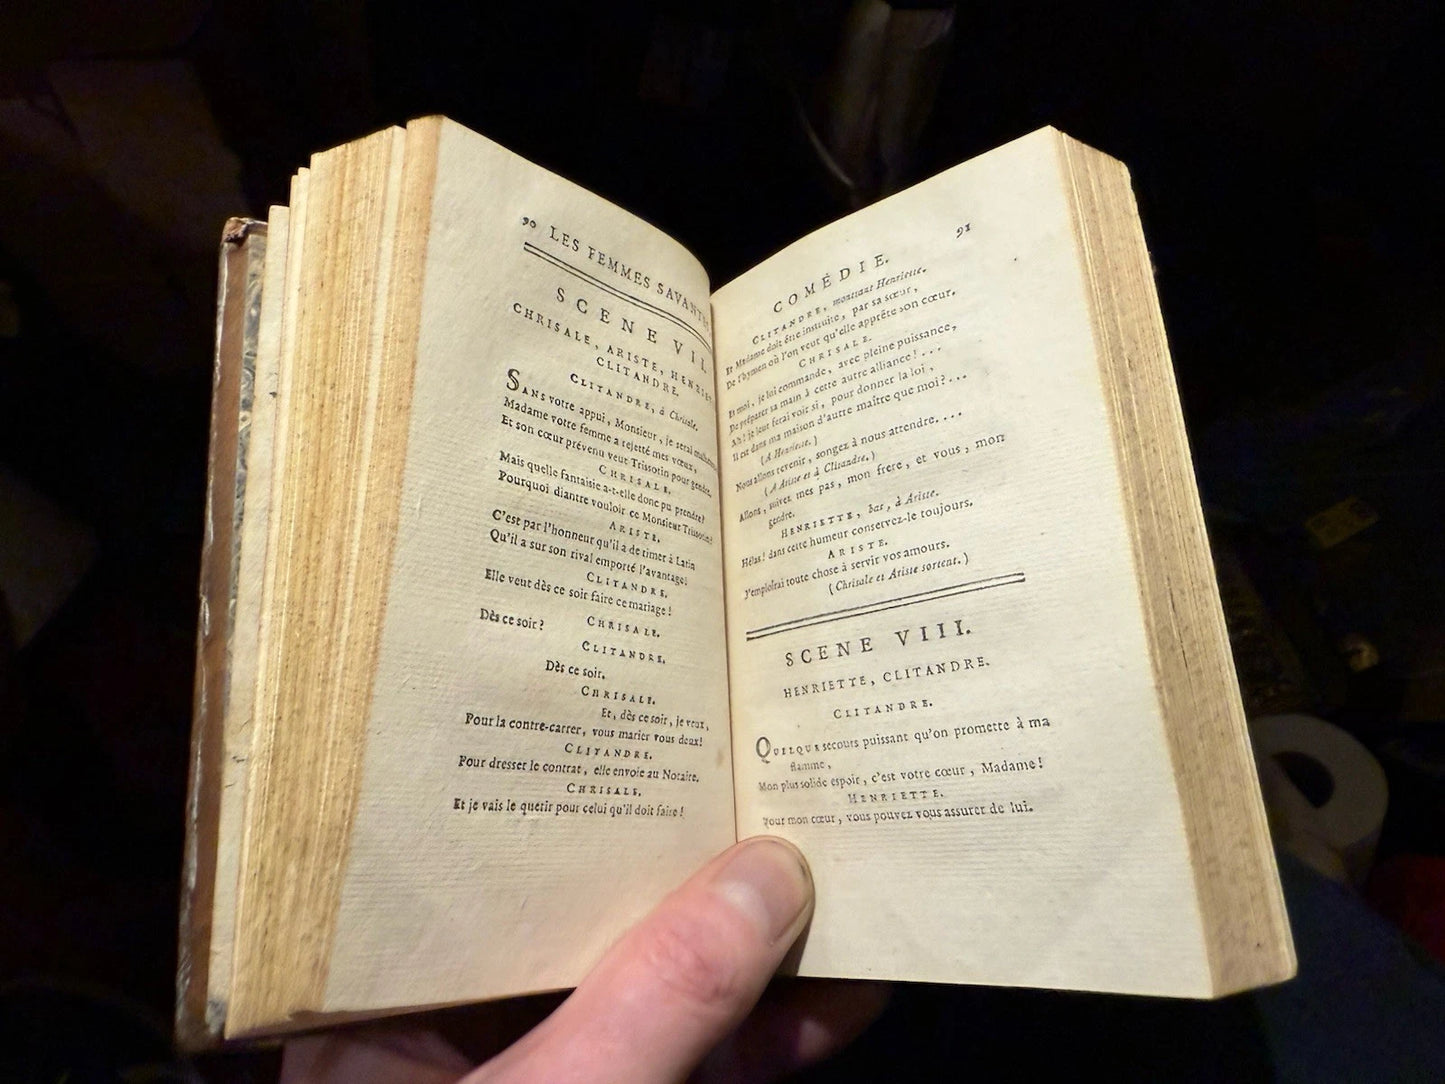 90 LES FEMMES SAVANTES
SCENE VII.
CHRISALE, ARISTE, HENRIET
CLITANDRE.
CLITANDRE, à Chrisale.
SANS votre appui, Monsieur, je serai
Madame votre femme a rejetté mes vœux,
Et son cœur prévenu veut Trissotin pour gendre.
CHRISALE.
Mais quelle fantaisie a-t-elle donc pu prendre?
Pourquoi diantre vouloir ce Monsieur Trissotin?
ARISTE.
C'est par l'honneur qu'il a de rimer à Latin
Qu'il a sur son rival emporté l'avantage!
CLITANDRE.
Elle veut dès ce soir faire ce mariage!
CHRISALE.
Dès ce soir?
CLITANDRE.
Dès ce soir.
CHRISALE.
Et, dès ce soir, je veux,
Pour la contre-carrer, vous marier vous deux!
CLITANDRE.
Pour dresser le contrat, elle envoie au Notaire.
CHRISALE.
Et je vais le querir pour celui qu'il doit faire!
COMÉDIE. 91
CLITANDRE, montrant Henriette.
Et Madame doit être instruite, par sa sœur,
De l'hymen où l'on veut qu'elle apprête son cœur.
CHRISALE.
Et moi, je lui commande, avec pleine puissance,
De préparer sa main à cette autre alliance!...
Ah! je leur ferai voir si, pour donner la loi,
Il est dans ma maison d'autre maître que moi?...
(A Henriette.)
Nous allons revenir, songez à nous attendre....
(A Ariste et à Clitandre.)
Allons, suivez mes pas, mon frere, et vous, mon
gendre.
HENRIETTE, bas, à Ariste.
Hélas! dans cette humeur conservez-le toujours.
ARISTE.
J'emploîrai toute chose à servir vos amours.
(Chrisale et Ariste sortent.)
SCENE VIII.
HENRIETTE, CLITANDRE.
CLITANDRE.
QUELQUE secours puissant qu'on promette à ma
flamme,
Mon plus solide espoir, c'est votre cœur, Madame!
HENRIETTE.
Pour mon cœur, vous pouvez vous assurer de lui.